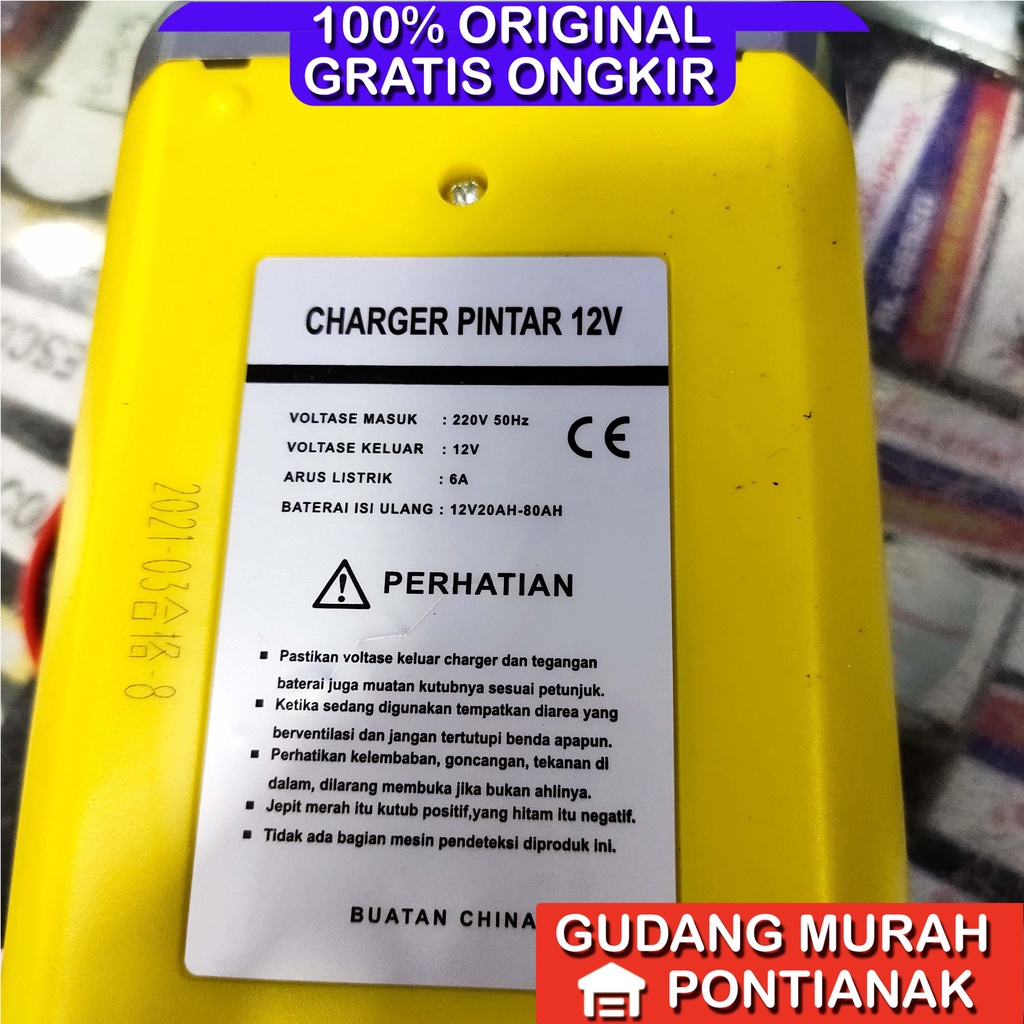 100% ORIGINAL
GRATIS ONGKIR
CHARGER PINTAR 12V
VOLTASE MASUK : 220V 50Hz
VOLTASE KELUAR : 12V
ARUS LISTRIK : 6A
BATERAI ISI ULANG : 12V20AH-80AH
CE
PERHATIAN
▪ Pastikan voltase keluar charger dan tegangan
baterai juga muatan kutubnya sesuai petunjuk.
▪ Ketika sedang digunakan tempatkan diarea yang
berventilasi dan jangan tertutupi benda apapun.
▪ Perhatikan kelembaban, goncangan, tekanan di
dalam, dilarang membuka jika bukan ahlinya.
▪ Jepit merah itu kutub positif,yang hitam itu negatif.
▪ Tidak ada bagian mesin pendeteksi diproduk ini.
BUATAN CHINA
GUDANG MURAH
PONTIANAK